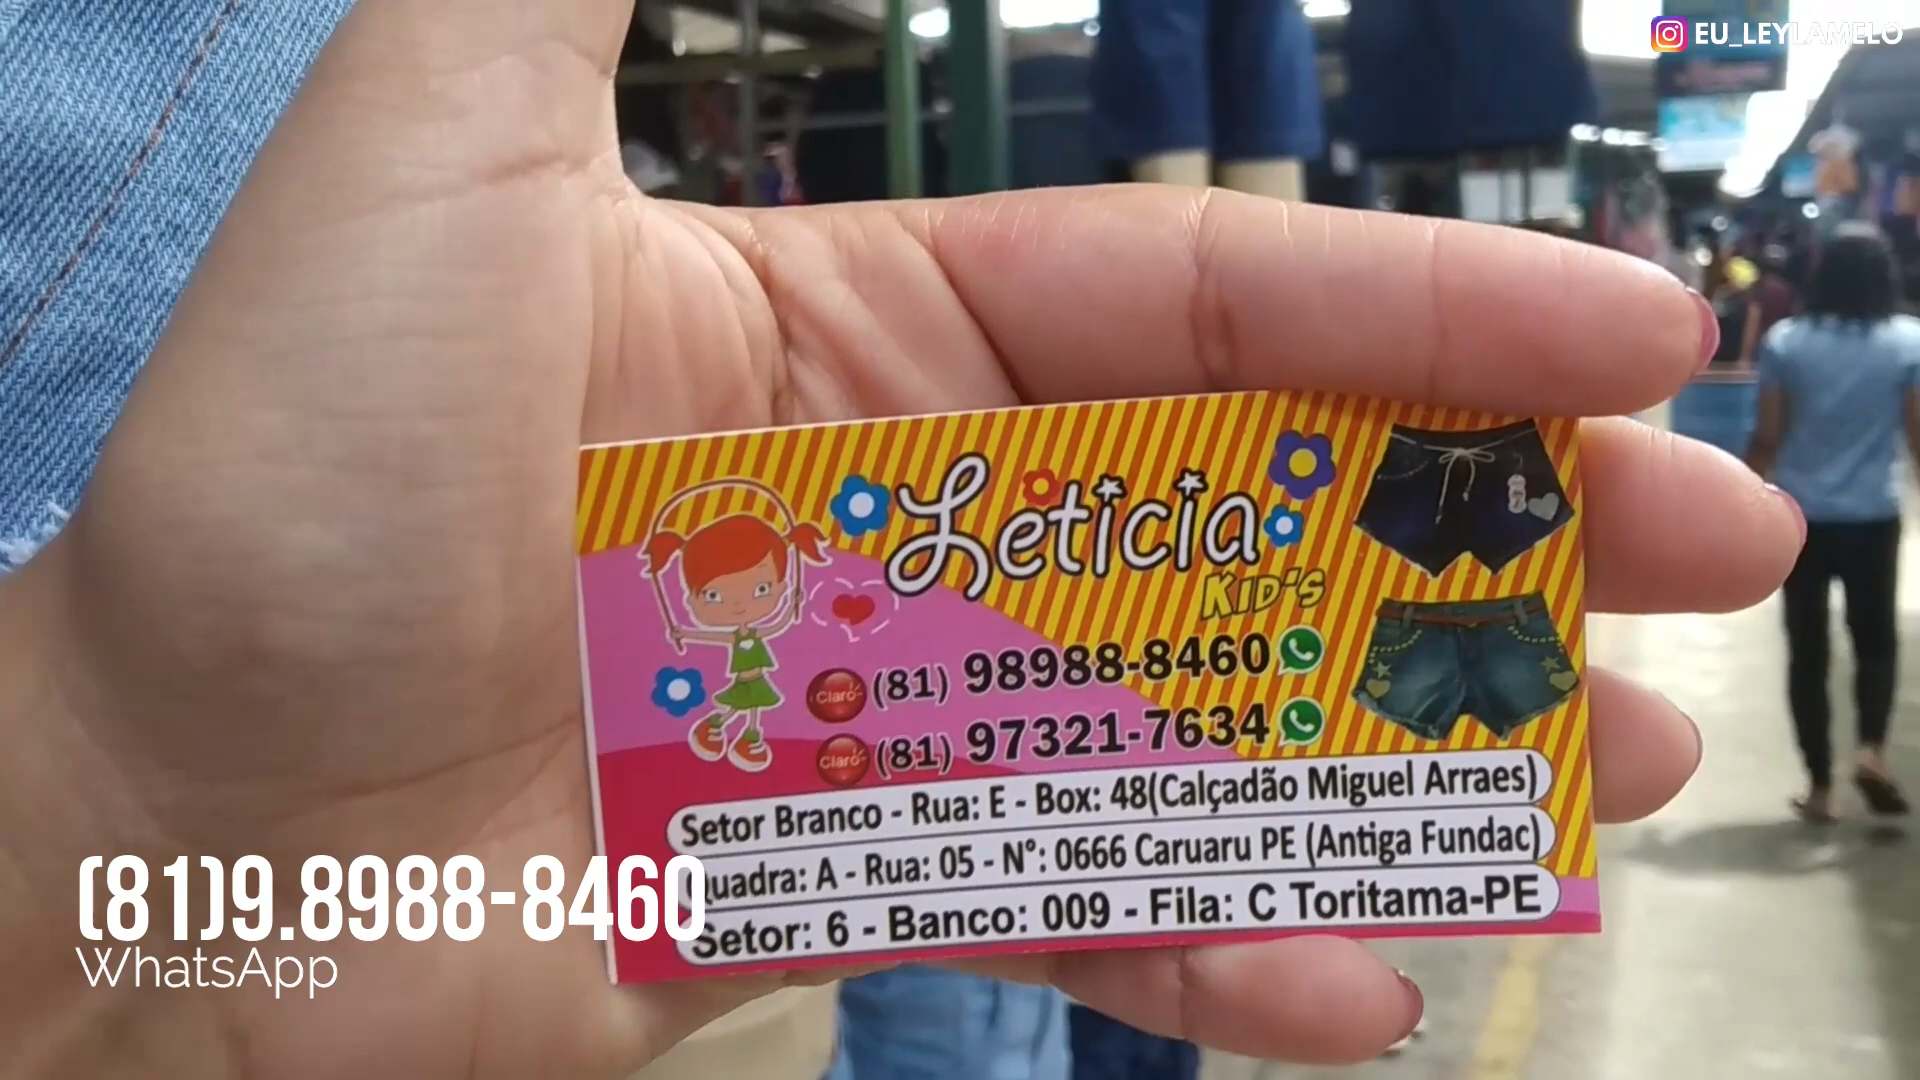 EU_LEYLAMELO
Leticia
KID'S
Claro (81) 98988-8460
Claro (81) 97321-7634
Setor Branco - Rua: E - Box: 48(Calçadão Miguel Arraes)
Quadra: A - Rua: 05 - N°: 0666 Caruaru PE (Antiga Fundac)
Setor: 6 - Banco: 009 - Fila: C Toritama-PE
(81)9.8988-8460
WhatsApp